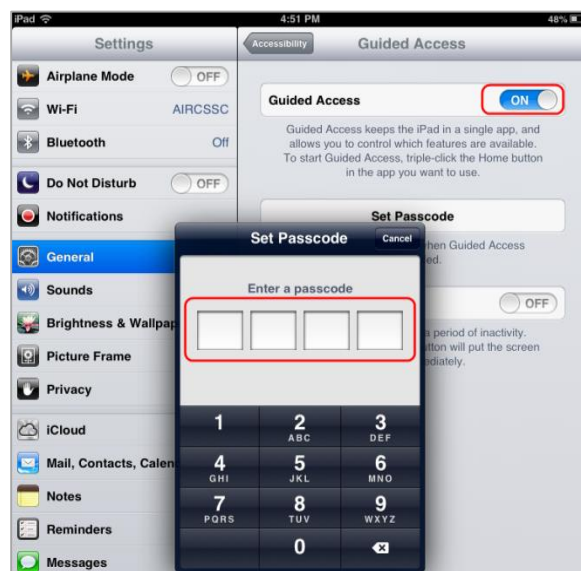 iPad 4:51 PM 48%
Settings
Airplane Mode OFF
Wi-Fi AIRCSSC
Bluetooth Off
Do Not Disturb OFF
Notifications
General
Sounds
Brightness & Wallpap
Picture Frame
Privacy
iCloud
Mail, Contacts, Calen
Notes
Reminders
Messages
Accessibility Guided Access
Guided Access ON
Guided Access keeps the iPad in a single app, and
allows you to control which features are available.
To start Guided Access, triple-click the Home button
in the app you want to use.
Set Passcode
hen Guided Access
ed.
OFF
a period of inactivity.
tton will put the screen
ediately.
Set Passcode Cancel
Enter a passcode
1 2 ABC 3 DEF
4 GHI 5 JKL 6 MNO
7 PQRS 8 TUV 9 WXYZ
0